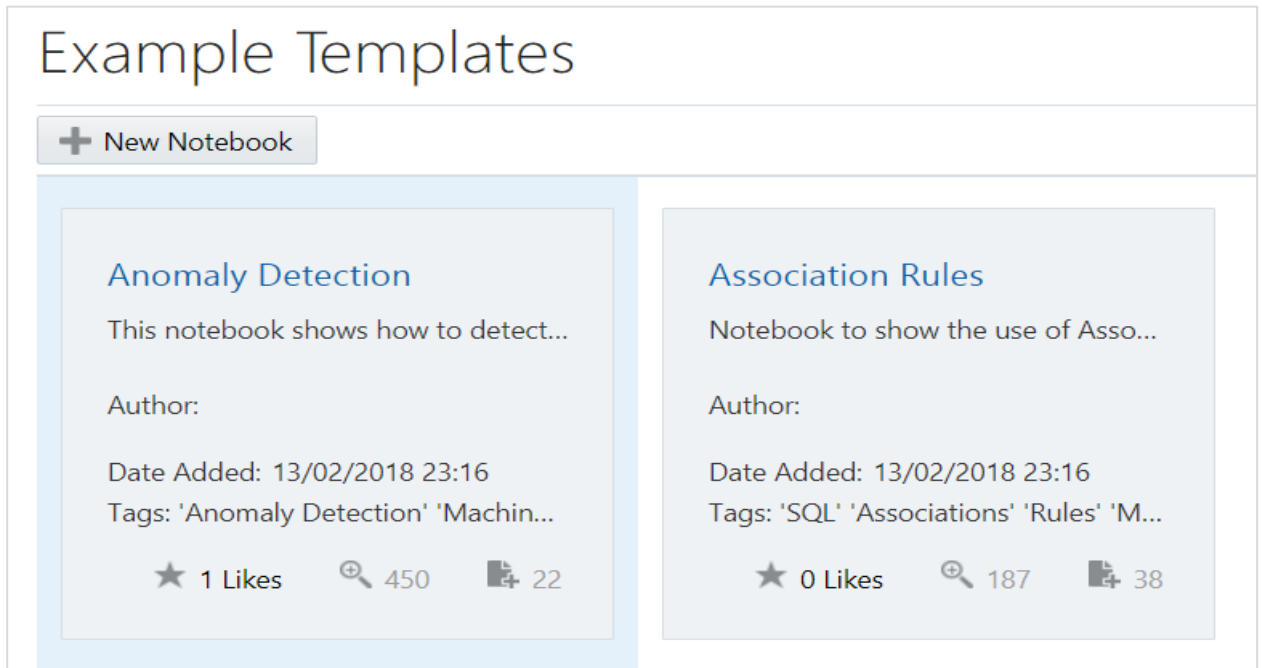 Example Templates
New Notebook
Anomaly Detection
This notebook shows how to detect...
Author:
Date Added: 13/02/2018 23:16
Tags: 'Anomaly Detection' 'Machin...
1 Likes 450 22
Association Rules
Notebook to show the use of Asso...
Author:
Date Added: 13/02/2018 23:16
Tags: 'SQL' 'Associations' 'Rules' 'M...
0 Likes 187 38